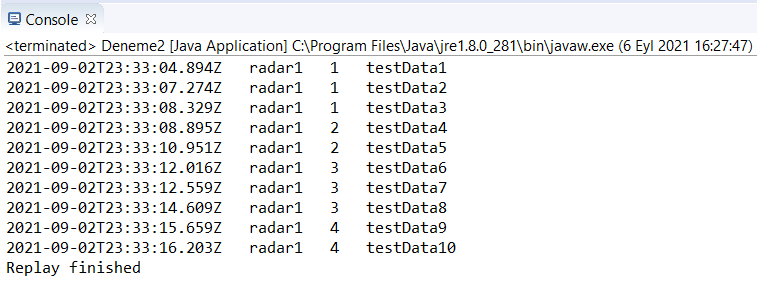 Console
<terminated> Deneme2 [Java Application] C:\Program Files\Java\jre1.8.0_281\bin\javaw.exe (6 Eyl 2021 16:27:47)
2021-09-02T23:33:04.894Z radar1 1 testData1
2021-09-02T23:33:07.274Z radar1 1 testData2
2021-09-02T23:33:08.329Z radar1 1 testData3
2021-09-02T23:33:08.895Z radar1 2 testData4
2021-09-02T23:33:10.951Z radar1 2 testData5
2021-09-02T23:33:12.016Z radar1 3 testData6
2021-09-02T23:33:12.559Z radar1 3 testData7
2021-09-02T23:33:14.609Z radar1 3 testData8
2021-09-02T23:33:15.659Z radar1 4 testData9
2021-09-02T23:33:16.203Z radar1 4 testData10
Replay finished